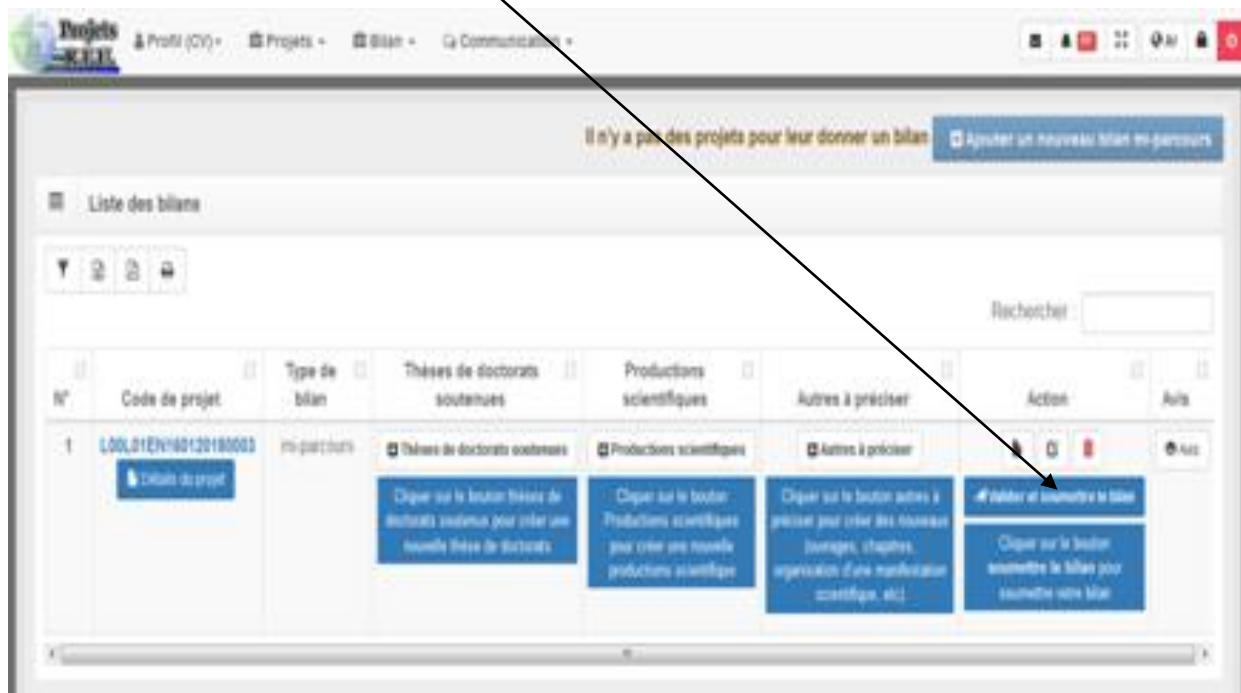 Projets
Profil (CV) Projets Bilan Communication
Il n'y a pas des projets pour leur donner un bilan Ajouter un nouveau bilan mi-parcours
Liste des bilans
Rechercher
N° Code de projet Type de bilan Thèses de doctorats soutenues Productions scientifiques Autres à préciser Action Avis
1 L00L01EN160120180003 mi-parcours Thèses de doctorats soutenues Productions scientifiques Autres à préciser Avis
Détails du projet
Cliquer sur le bouton thèses de
doctorats soutenus pour créer une
nouvelle thèse de doctorats
Cliquer sur le bouton
Productions scientifiques
pour créer une nouvelle
productions scientifique
Cliquer sur le bouton autres à
préciser pour créer des nouveaux
(ouvrages, chapitres,
organisation d'une manifestation
scientifique, etc)
Valider et soumettre le bilan
Cliquer sur le bouton
soumettre le bilan pour
soumettre votre bilan